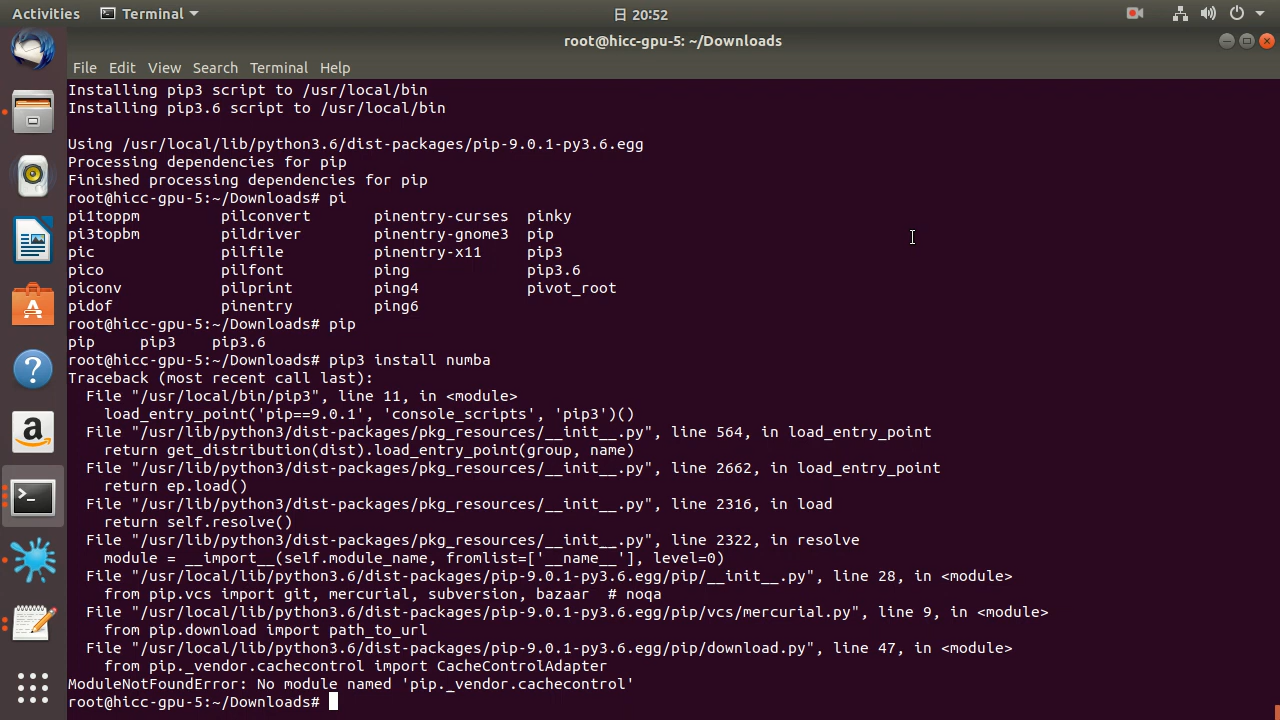 Activities Terminal 日 20:52
root@hicc-gpu-5: ~/Downloads
File Edit View Search Terminal Help
Installing pip3 script to /usr/local/bin
Installing pip3.6 script to /usr/local/bin
Using /usr/local/lib/python3.6/dist-packages/pip-9.0.1-py3.6.egg
Processing dependencies for pip
Finished processing dependencies for pip
root@hicc-gpu-5:~/Downloads# pi
pi1toppm pilconvert pinentry-curses pinky
pi3topbm pildriver pinentry-gnome3 pip
pic pilfile pinentry-x11 pip3
pico pilfont ping pip3.6
piconv pilprint ping4 pivot_root
pidof pinentry ping6
root@hicc-gpu-5:~/Downloads# pip
pip pip3 pip3.6
root@hicc-gpu-5:~/Downloads# pip3 install numba
Traceback (most recent call last):
File "/usr/local/bin/pip3", line 11, in <module>
load_entry_point('pip==9.0.1', 'console_scripts', 'pip3')()
File "/usr/lib/python3/dist-packages/pkg_resources/__init__.py", line 564, in load_entry_point
return get_distribution(dist).load_entry_point(group, name)
File "/usr/lib/python3/dist-packages/pkg_resources/__init__.py", line 2662, in load_entry_point
return ep.load()
File "/usr/lib/python3/dist-packages/pkg_resources/__init__.py", line 2316, in load
return self.resolve()
File "/usr/lib/python3/dist-packages/pkg_resources/__init__.py", line 2322, in resolve
module = __import__(self.module_name, fromlist=['__name__'], level=0)
File "/usr/local/lib/python3.6/dist-packages/pip-9.0.1-py3.6.egg/pip/__init__.py", line 28, in <module>
from pip.vcs import git, mercurial, subversion, bazaar # noqa
File "/usr/local/lib/python3.6/dist-packages/pip-9.0.1-py3.6.egg/pip/vcs/mercurial.py", line 9, in <module>
from pip.download import path_to_url
File "/usr/local/lib/python3.6/dist-packages/pip-9.0.1-py3.6.egg/pip/download.py", line 47, in <module>
from pip._vendor.cachecontrol import CacheControlAdapter
ModuleNotFoundError: No module named 'pip._vendor.cachecontrol'
root@hicc-gpu-5:~/Downloads#